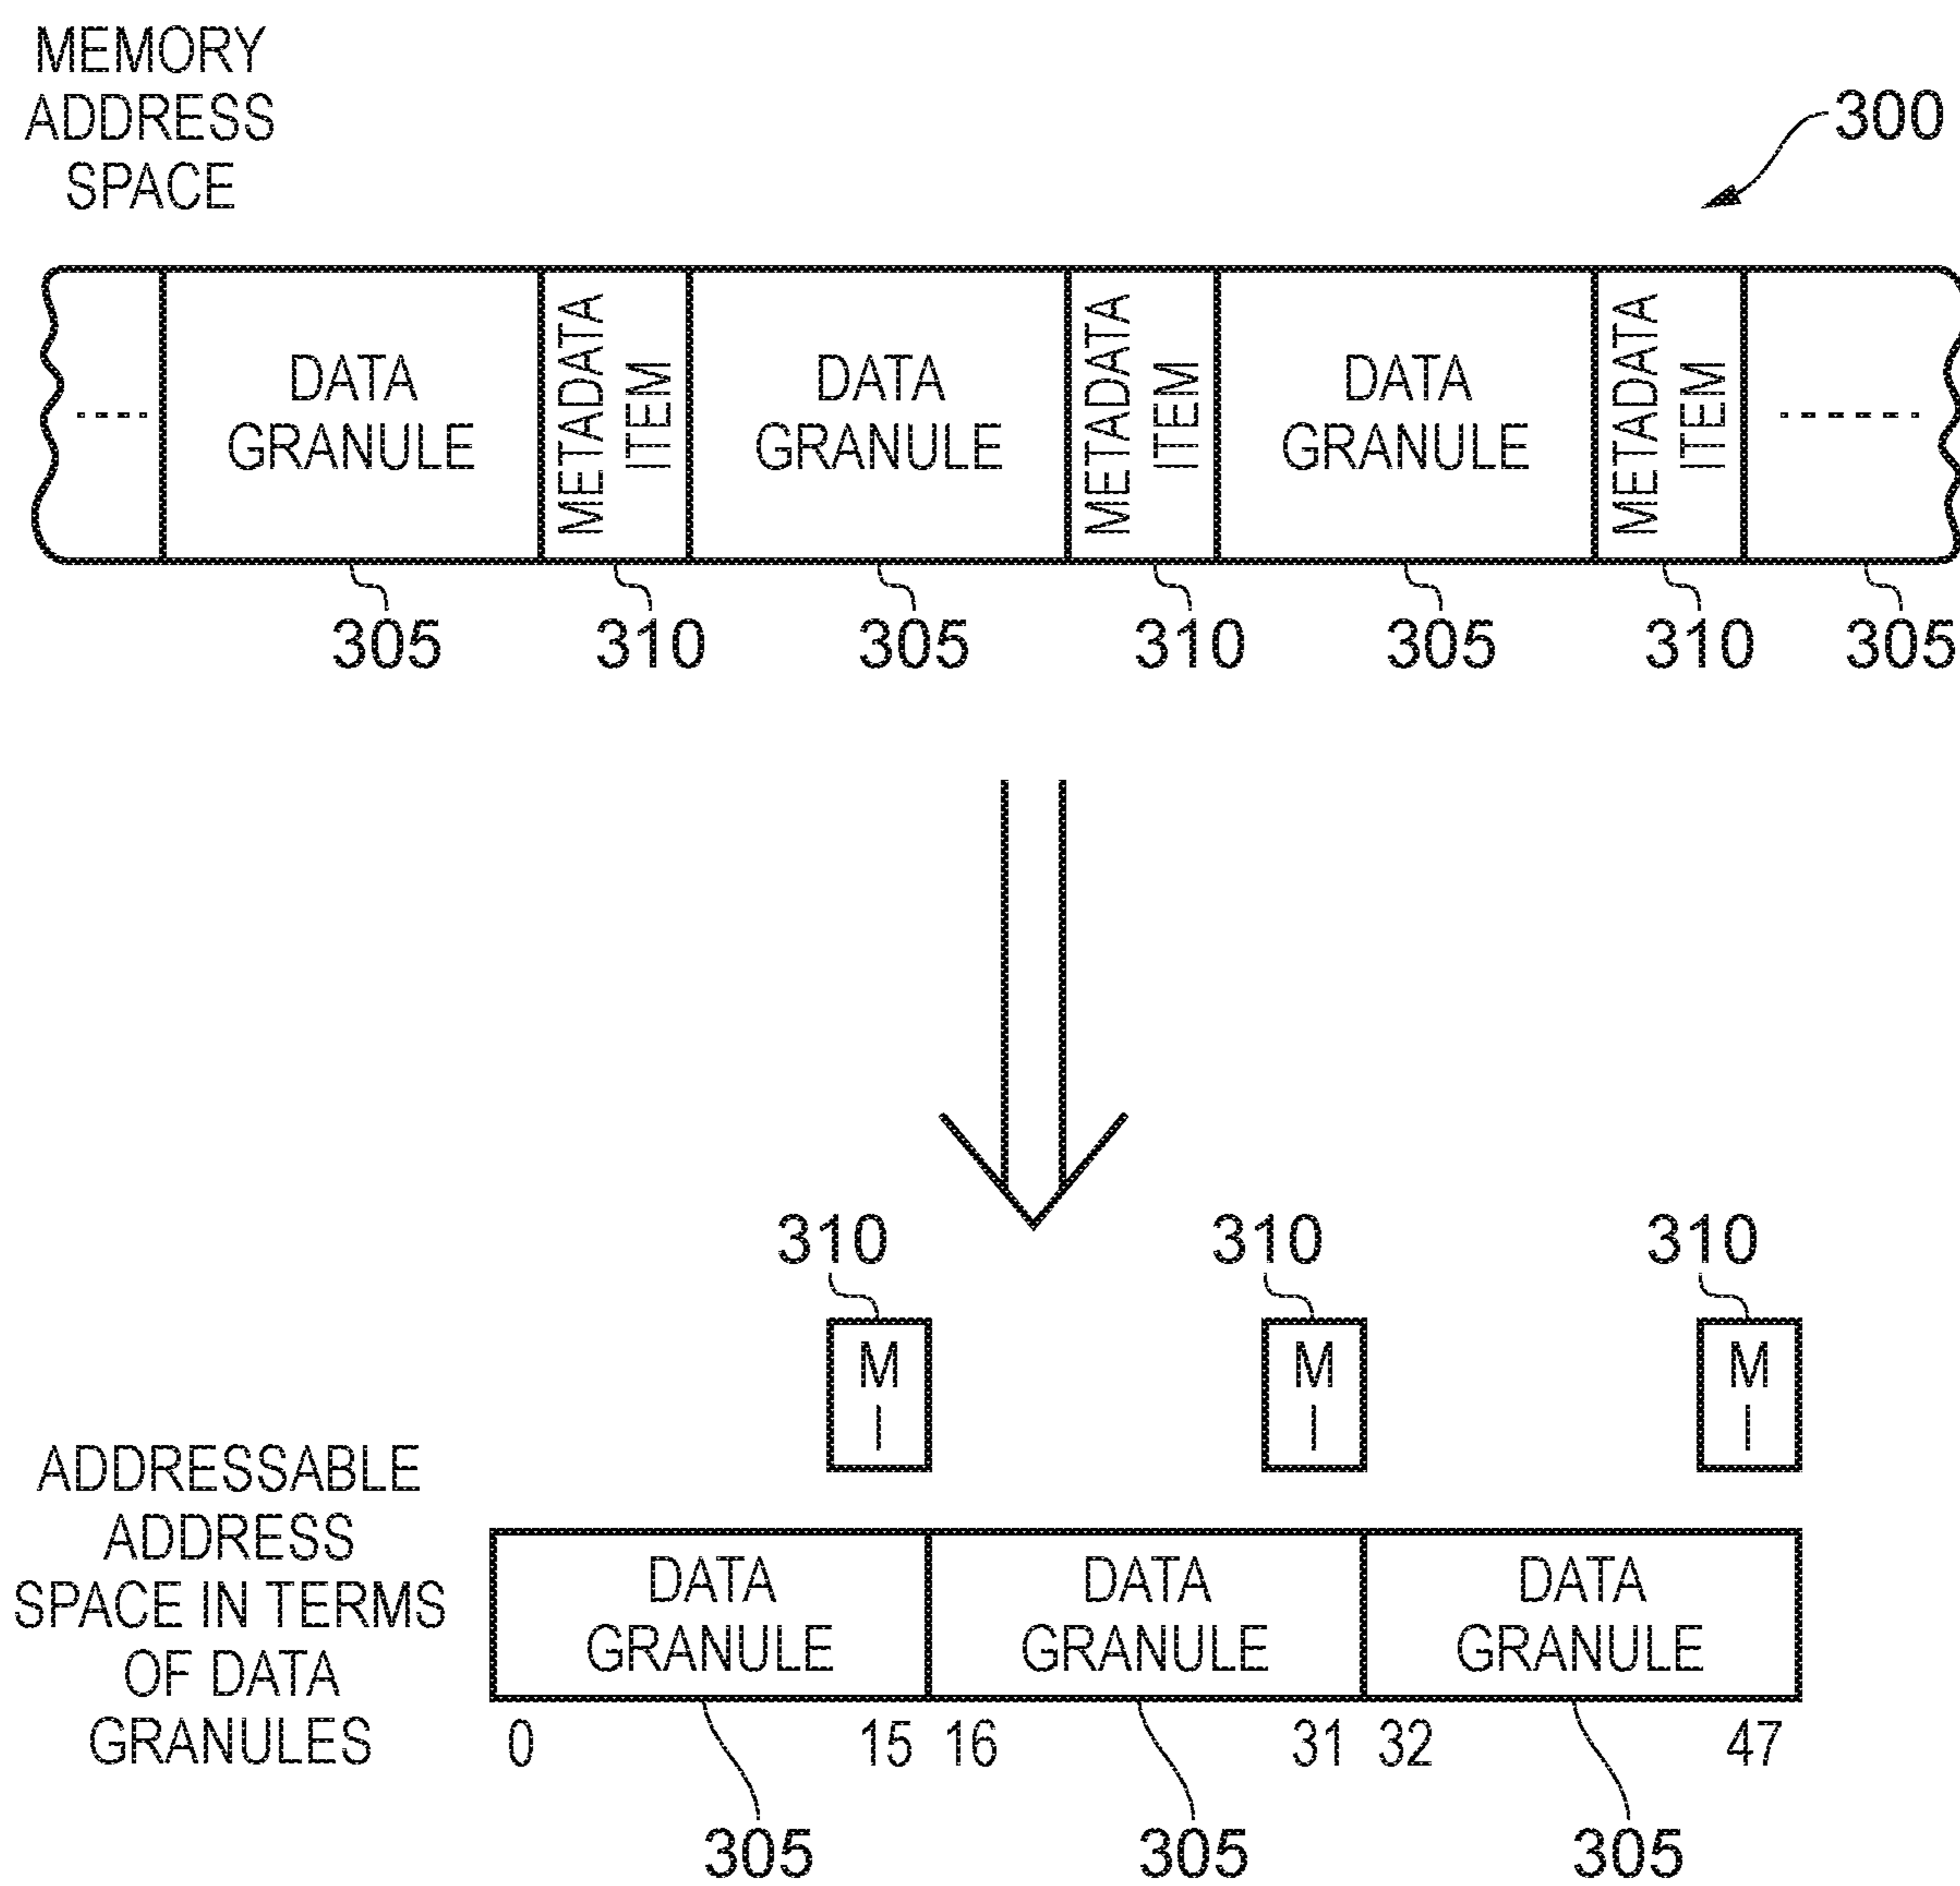 MEMORY
ADDRESS
SPACE
300
DATA
GRANULE
METADATA
ITEM
DATA
GRANULE
METADATA
ITEM
DATA
GRANULE
METADATA
ITEM
305 310 305 310 305 310 305
310 310 310
M
I
M
I
M
I
ADDRESSABLE
ADDRESS
SPACE IN TERMS
OF DATA
GRANULES
DATA
GRANULE
DATA
GRANULE
DATA
GRANULE
0 15 16 31 32 47
305 305 305